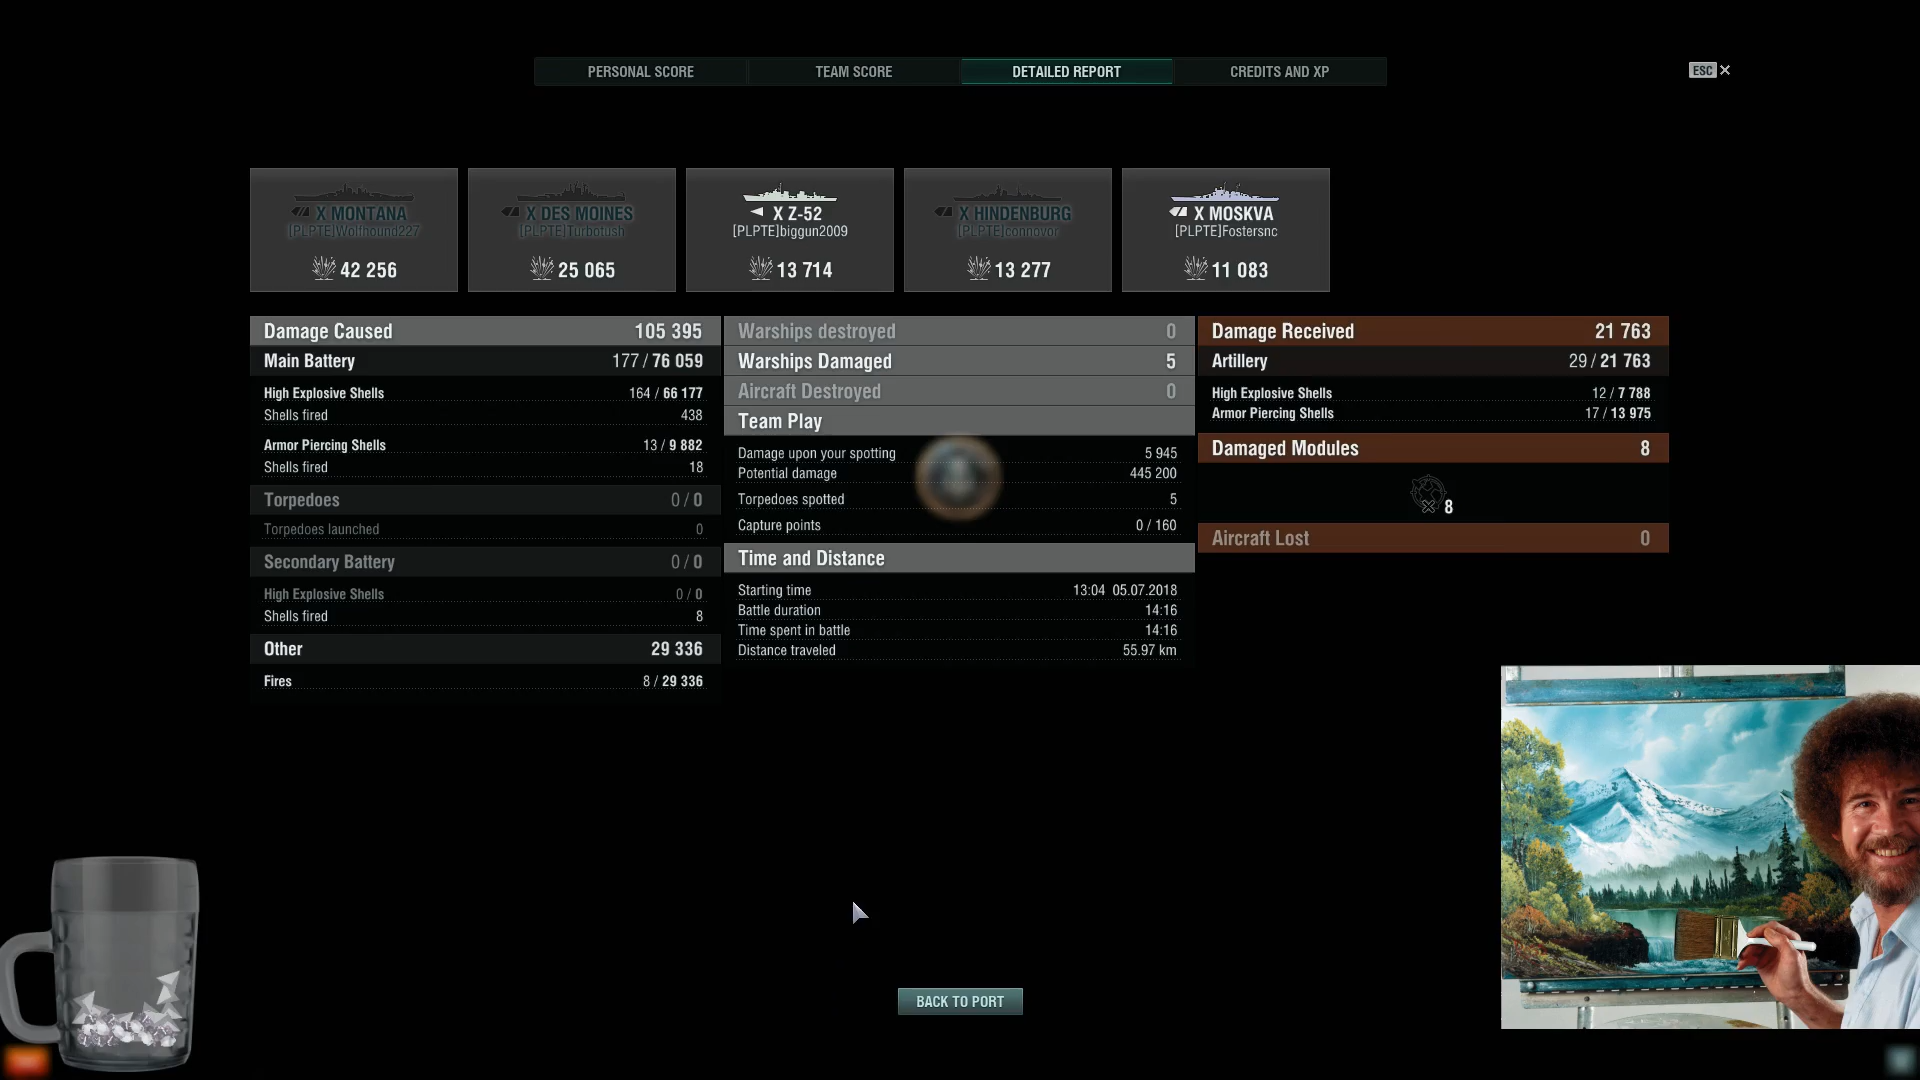 PERSONAL SCORE TEAM SCORE DETAILED REPORT CREDITS AND XP ESC
X MONTANA
[PLPTE]Wolfhound227
42 256
X DES MOINES
[PLPTE]Turbotush
25 065
X Z-52
[PLPTE]biggun2009
13 714
X HINDENBURG
[PLPTE]connovor
13 277
X MOSKVA
[PLPTE]Fostersnc
11 083
Damage Caused 105 395
Main Battery 177 / 76 059
High Explosive Shells 164 / 66 177
Shells fired 438
Armor Piercing Shells 13 / 9 882
Shells fired 18
Torpedoes 0 / 0
Torpedoes launched 0
Secondary Battery 0 / 0
High Explosive Shells 0 / 0
Shells fired 8
Other 29 336
Fires 8 / 29 336
Warships destroyed 0
Warships Damaged 5
Aircraft Destroyed 0
Team Play
Damage upon your spotting 5 945
Potential damage 445 200
Torpedoes spotted 5
Capture points 0 / 160
Time and Distance
Starting time 13:04 05.07.2018
Battle duration 14:16
Time spent in battle 14:16
Distance traveled 55.97 km
Damage Received 21 763
Artillery 29 / 21 763
High Explosive Shells 12 / 7 788
Armor Piercing Shells 17 / 13 975
Damaged Modules 8
8
Aircraft Lost 0
BACK TO PORT